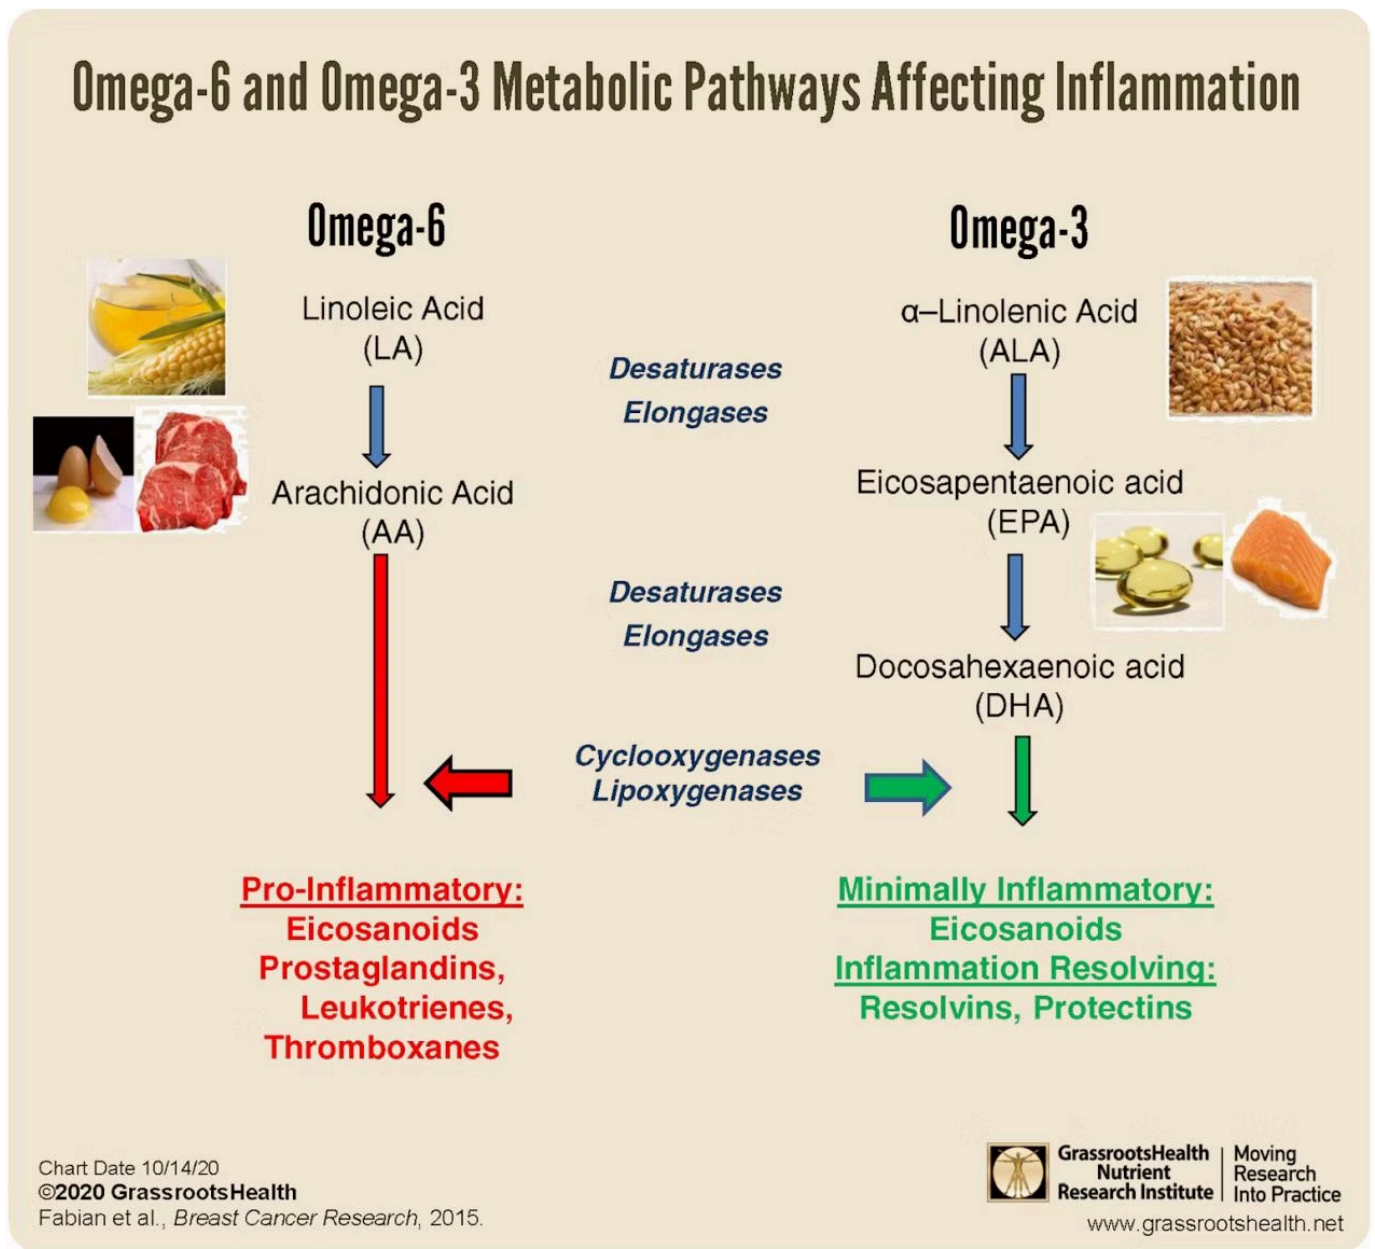 Omega-6 and Omega-3 Metabolic Pathways Affecting Inflammation
Omega-6
Linoleic Acid
(LA)
Arachidonic Acid
(AA)
Desaturases
Elongases
Desaturases
Elongases
Cyclooxygenases
Lipoxygenases
Omega-3
α–Linolenic Acid
(ALA)
Eicosapentaenoic acid
(EPA)
Docosahexaenoic acid
(DHA)
Pro-Inflammatory:
Eicosanoids
Prostaglandins,
Leukotrienes,
Thromboxanes
Minimally Inflammatory:
Eicosanoids
Inflammation Resolving:
Resolvins, Protectins
Chart Date 10/14/20
©2020 GrassrootsHealth
Fabian et al., Breast Cancer Research, 2015.
GrassrootsHealth
Nutrient
Research Institute
Moving
Research
Into Practice
www.grassrootshealth.net